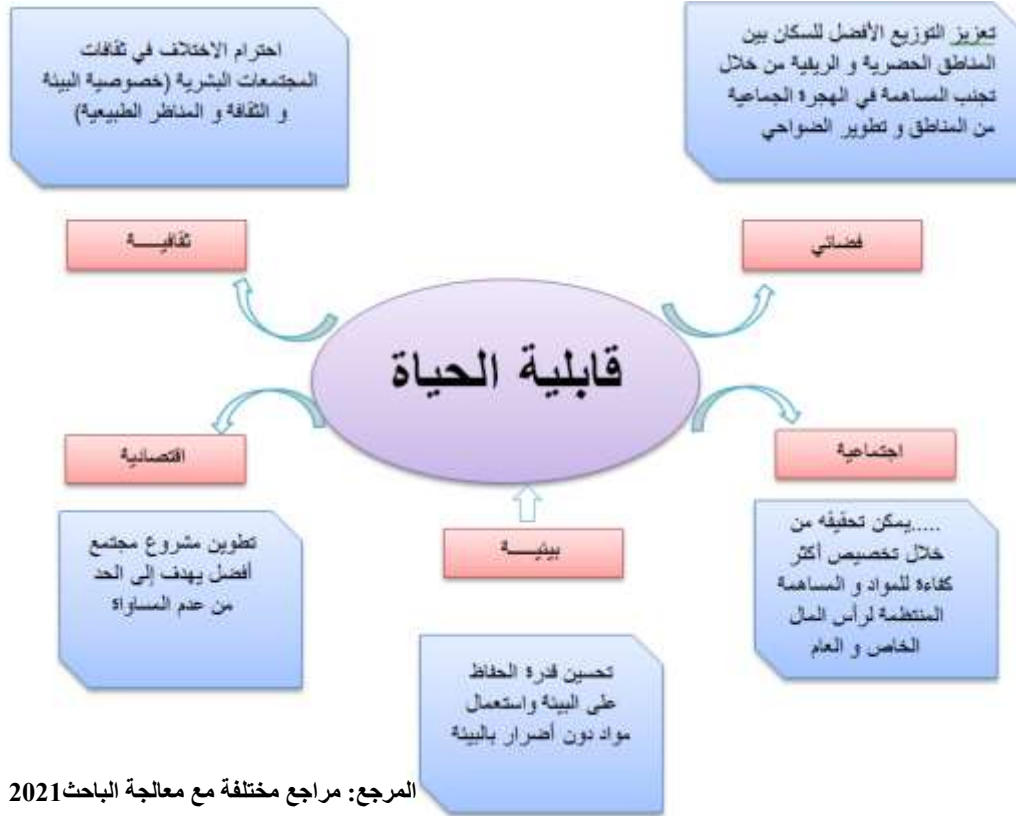 تعزيز التوزيع الأفضل للسكان بين
المناطق الحضرية و الريفية من خلال
تجنب المساهمة في الهجرة الجماعية
من المناطق و تطوير الضواحي
احترام الاختلاف في ثقافات
المجتمعات البشرية (خصوصية البيئة
و الثقافة و المناظر الطبيعية)
فضائي
ثقافيــــة
قابلية الحياة
اجتماعية
اقتصادية
.....يمكن تحقيقه من
خلال تخصيص أكثر
كفاءة للمواد و المساهمة
المنتظمة لرأس المال
الخاص و العام
تطوين مشروع مجتمع
أفضل يهدف إلى الحد
من عدم المساواة
بيئيــــة
تحسين قدرة الحفاظ
على البيئة واستعمال
مواد دون أضرار بالبيئة
المرجع: مراجع مختلفة مع معالجة الباحث2021